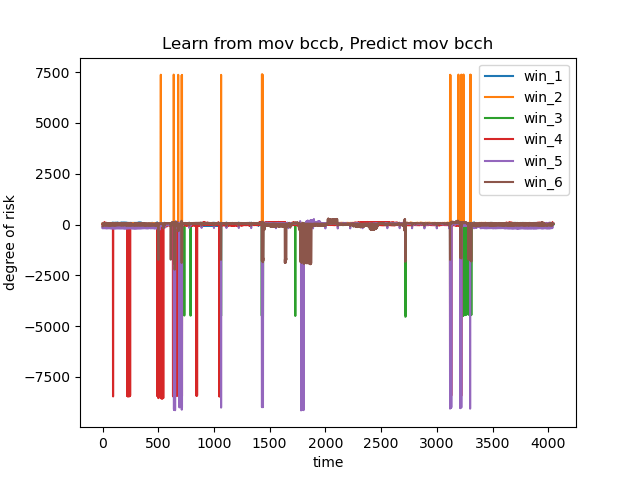 Learn from mov bccb, Predict mov bcch
degree of risk
7500
5000
2500
0
−2500
−5000
−7500
win_1
win_2
win_3
win_4
win_5
win_6
0 500 1000 1500 2000 2500 3000 3500 4000
time